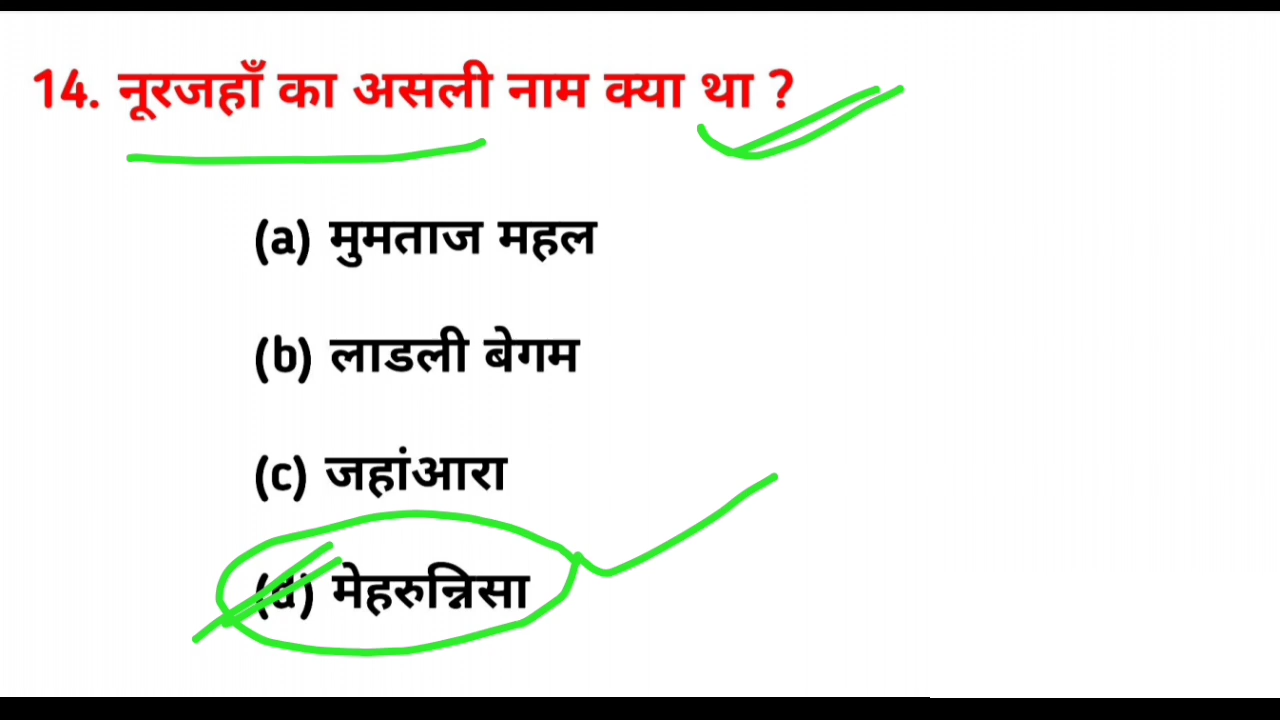 14. नूरजहाँ का असली नाम क्या था ?
(a) मुमताज महल
(b) लाडली बेगम
(c) जहांआरा
(d) मेहरुन्निसा